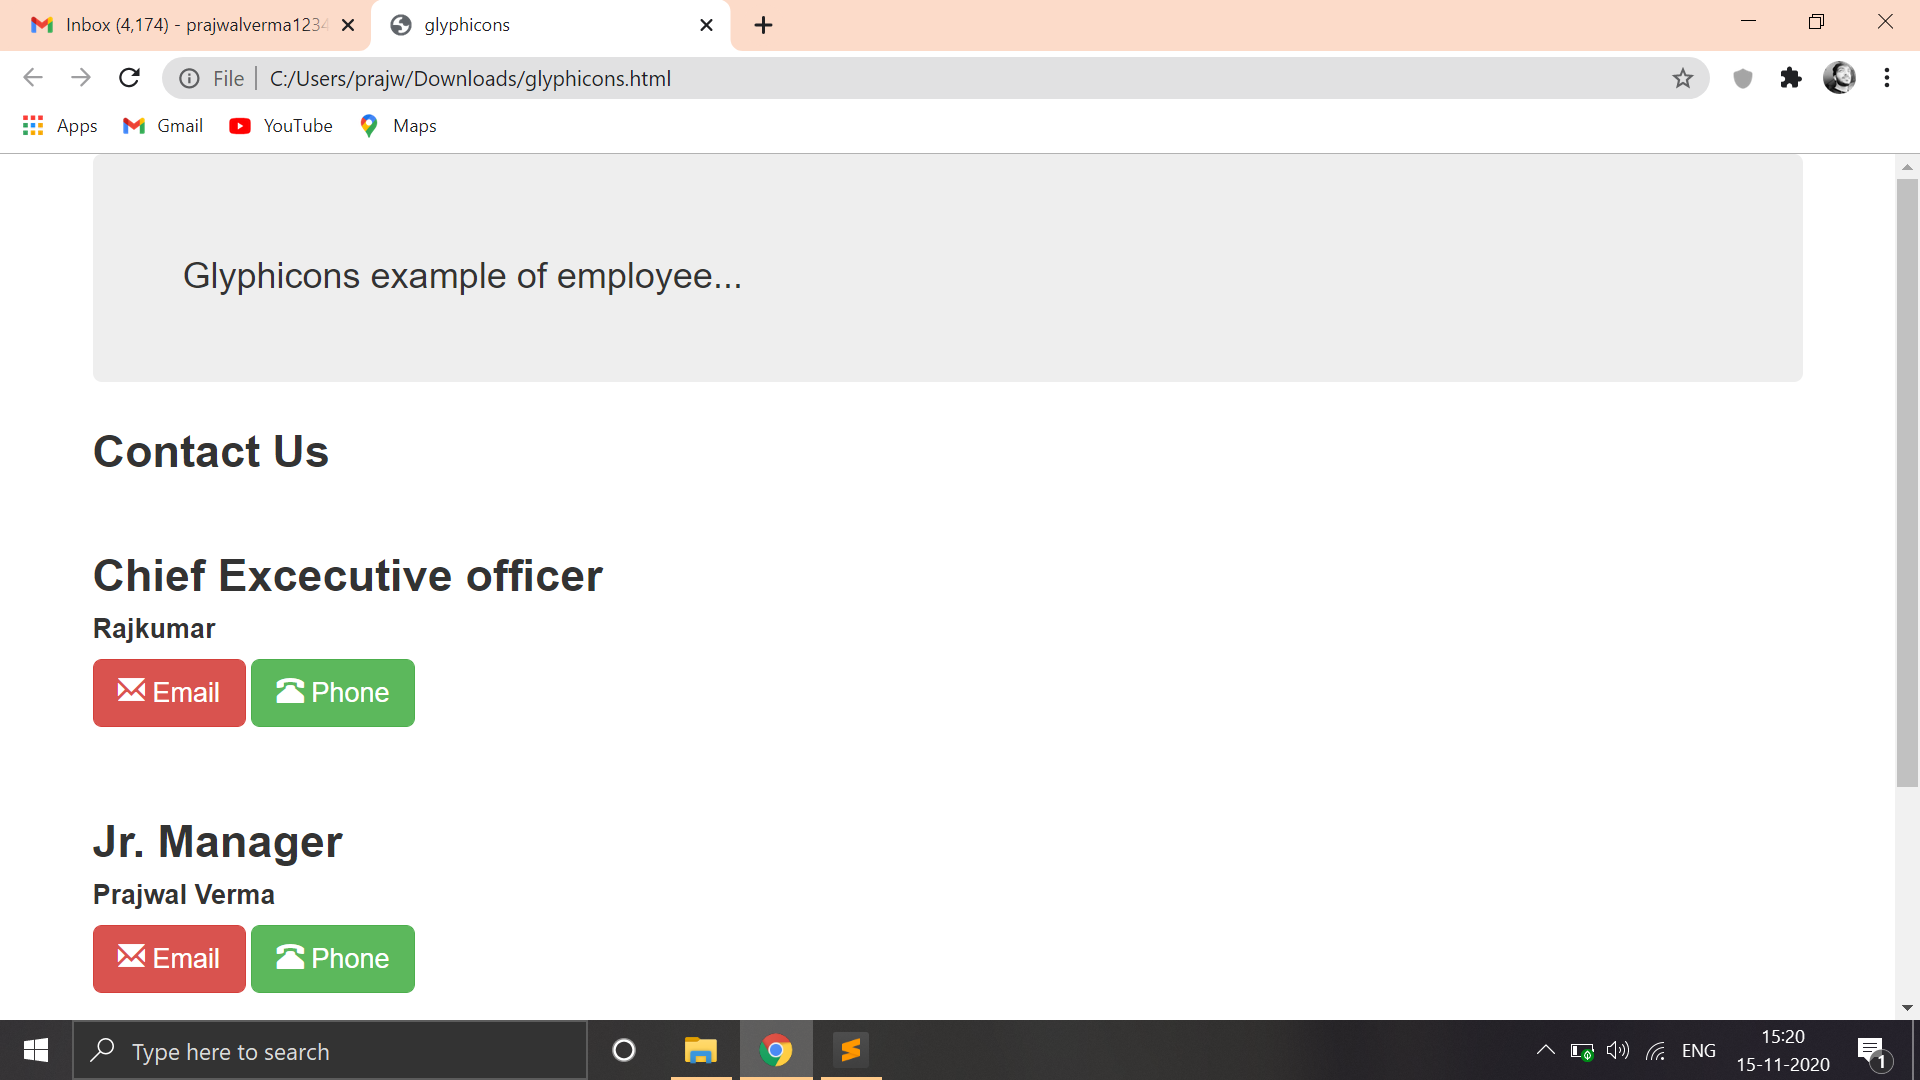 Inbox (4,174) - prajwalverma1234
glyphicons
File
C:/Users/prajw/Downloads/glyphicons.html
Apps
Gmail
YouTube
Maps
Glyphicons example of employee...
Contact Us
Chief Excecutive officer
Rajkumar
Email
Phone
Jr. Manager
Prajwal Verma
Email
Phone
Type here to search
ENG
15:20
15-11-2020
1